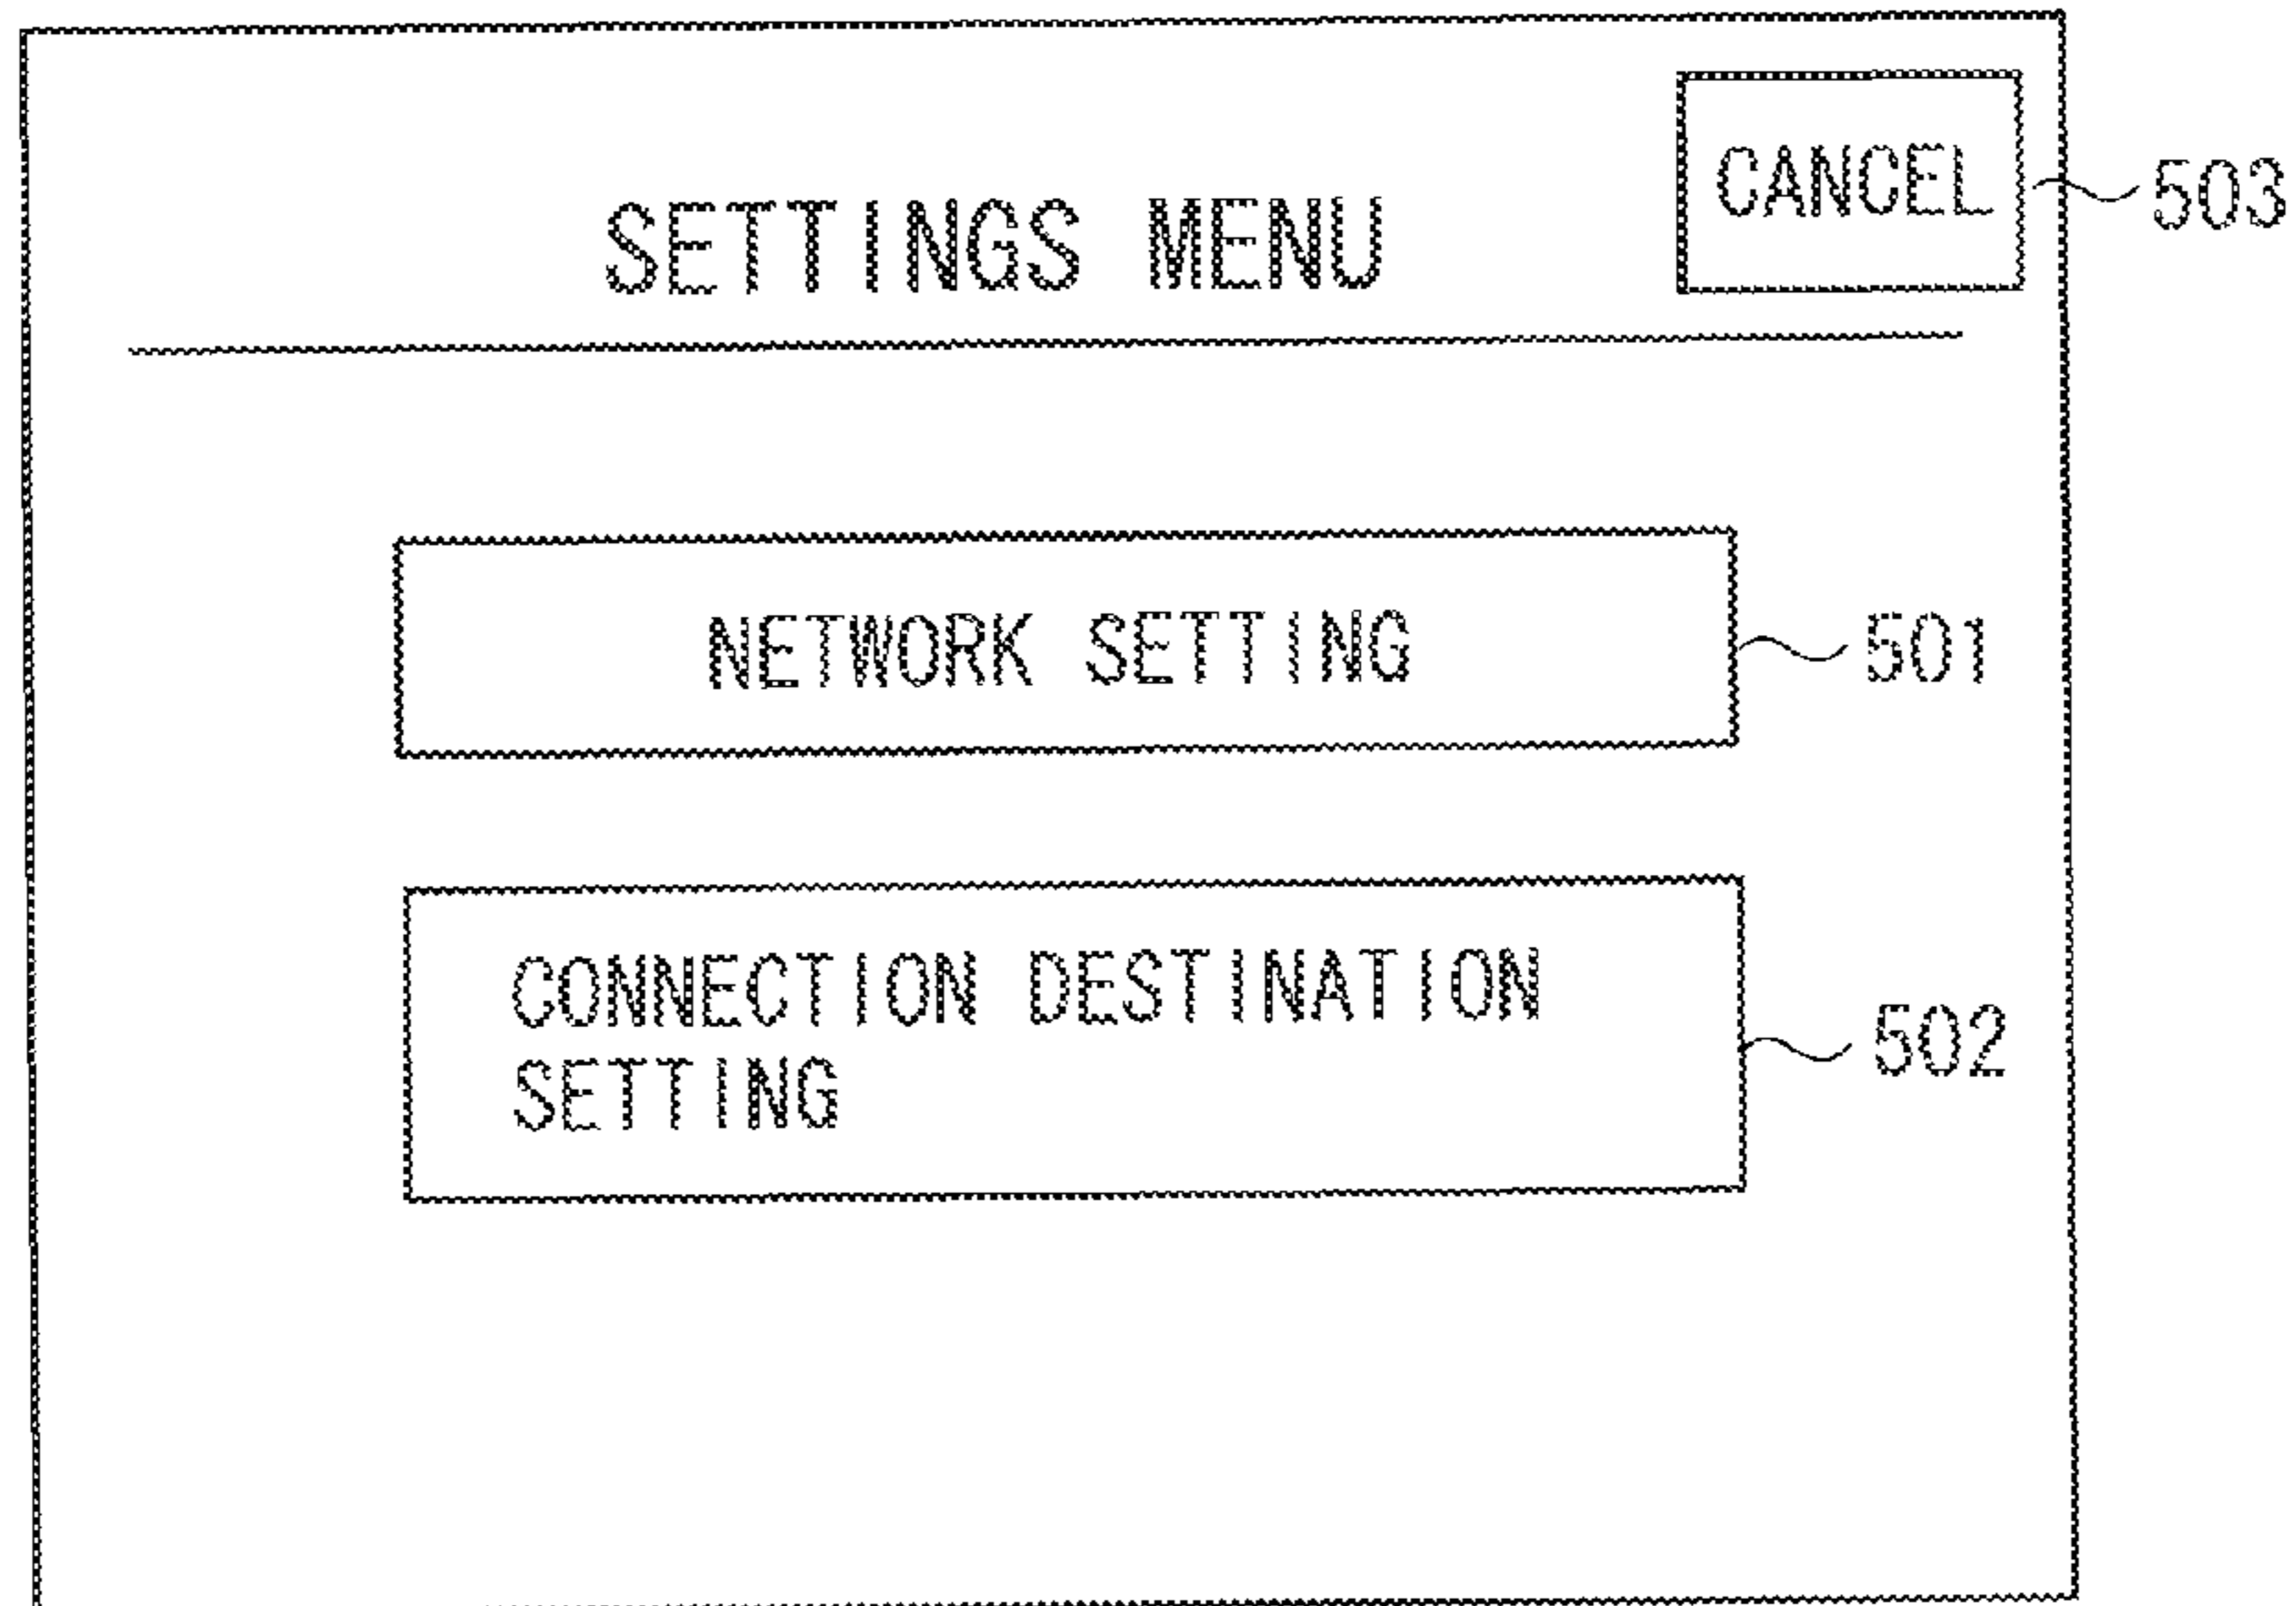 CANCEL
503
SETTINGS MENU
NETWORK SETTING
501
CONNECTION DESTINATION
SETTING
502